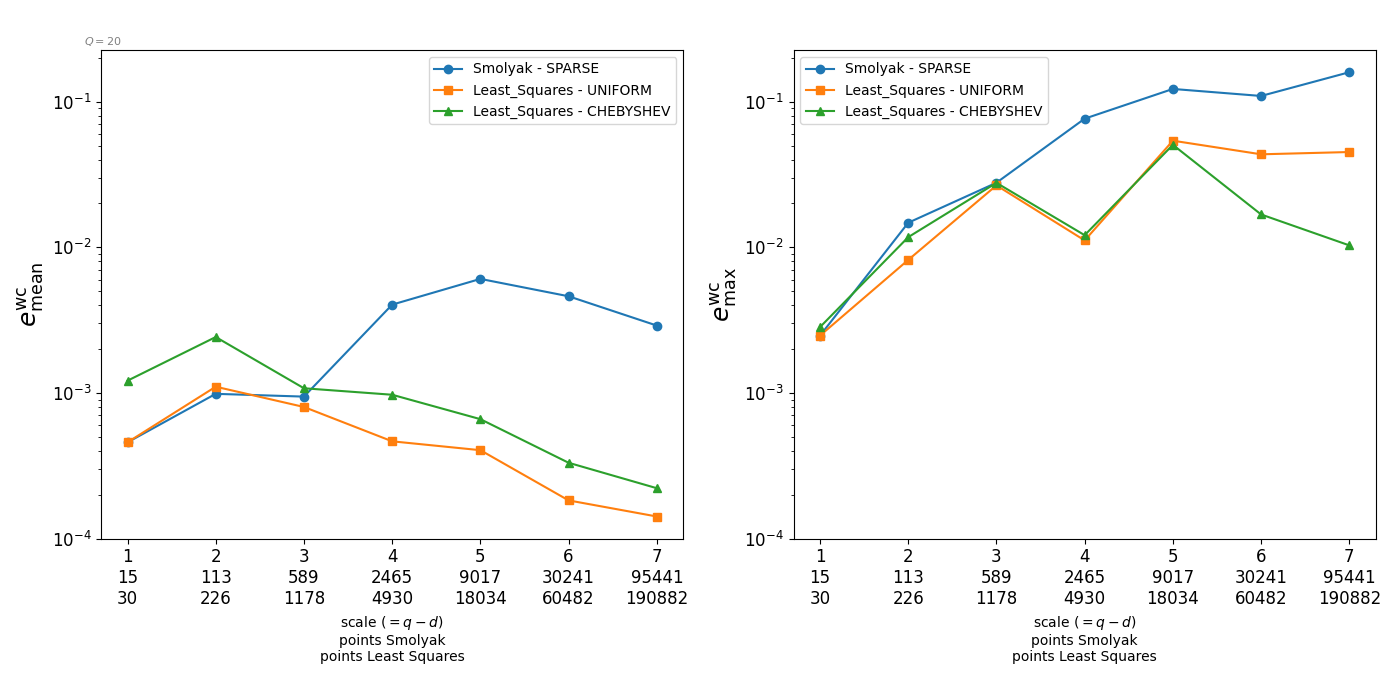 Q = 20
Smolyak - SPARSE
Least_Squares - UNIFORM
Least_Squares - CHEBYSHEV
10⁻¹
10⁻²
10⁻³
10⁻⁴
e^wc_mean
1 2 3 4 5 6 7
15 113 589 2465 9017 30241 95441
30 226 1178 4930 18034 60482 190882
scale (= q − d)
points Smolyak
points Least Squares
Smolyak - SPARSE
Least_Squares - UNIFORM
Least_Squares - CHEBYSHEV
10⁻¹
10⁻²
10⁻³
10⁻⁴
e^wc_max
1 2 3 4 5 6 7
15 113 589 2465 9017 30241 95441
30 226 1178 4930 18034 60482 190882
scale (= q − d)
points Smolyak
points Least Squares